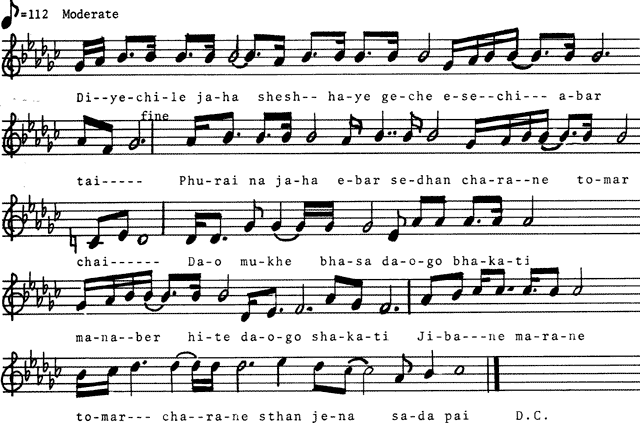 ♪=112 Moderate
Di--ye-chi-le ja-ha shesh-- ha-ye ge-che e-se--chi--- a-bar
fine
tai----- Phu-rai na ja-ha e-bar se-dhan cha-ra--ne to-mar
chai------ Da-o mu-khe bha-sa da-o-go bha-ka-ti
ma-na--ber hi-te da-o-go sha-ka-ti Ji-ba---ne ma-ra-ne
to-mar--- cha--ra-ne sthan je-na sa-da pai D.C.